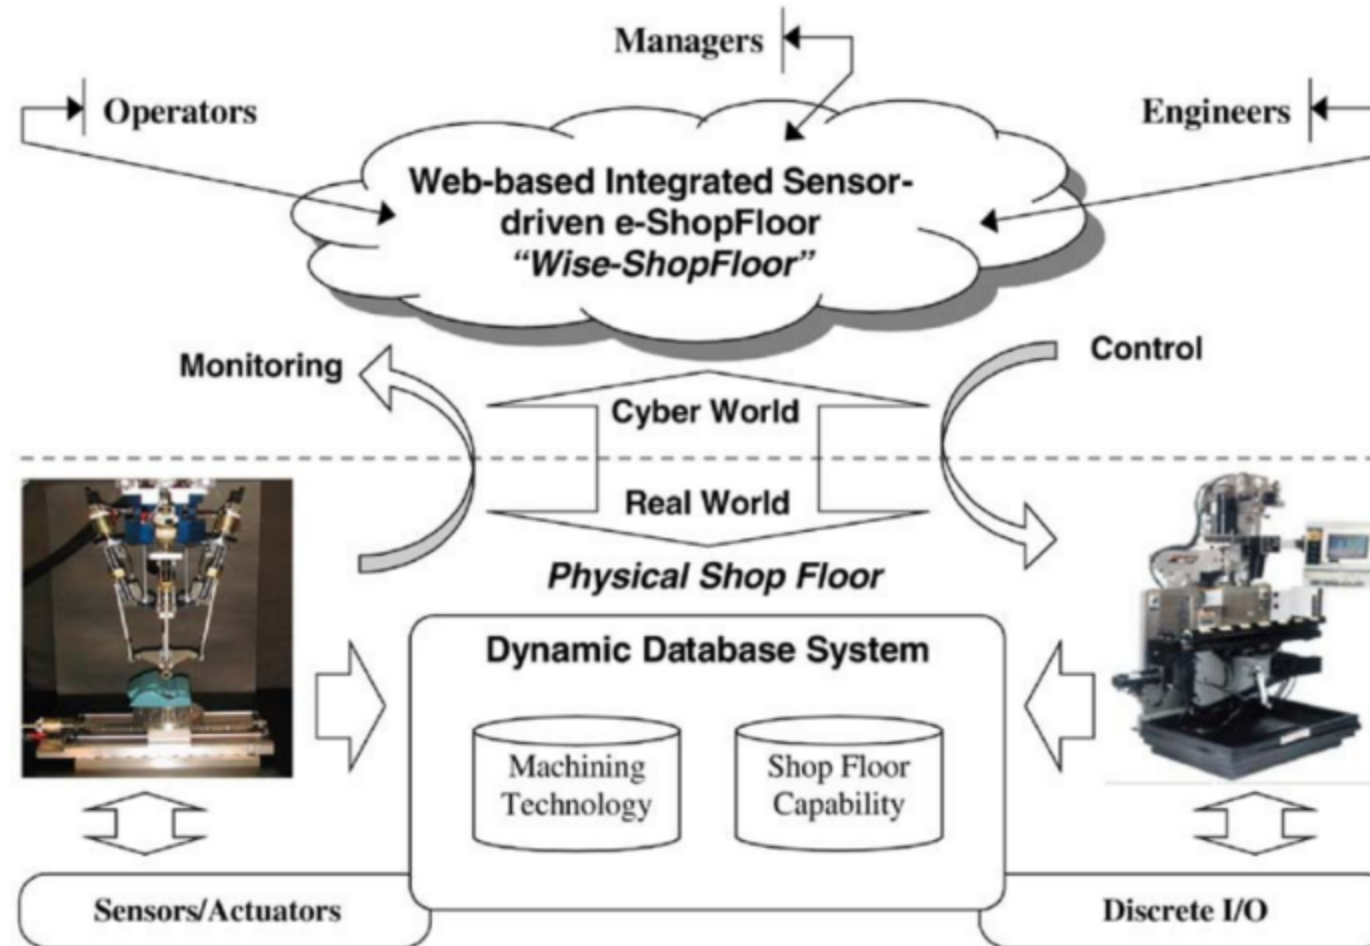 Managers
Operators
Engineers
Web-based Integrated Sensor-
driven e-ShopFloor
“Wise-ShopFloor”
Monitoring
Control
Cyber World
Real World
Physical Shop Floor
Dynamic Database System
Machining
Technology
Shop Floor
Capability
Sensors/Actuators
Discrete I/O